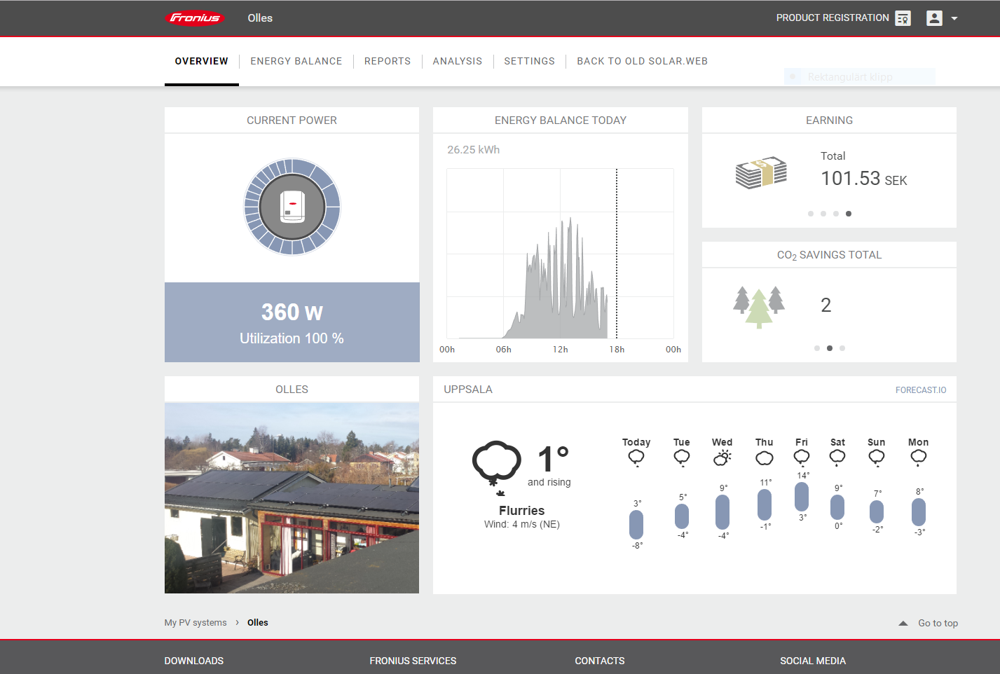 Fronius
Olles
PRODUCT REGISTRATION
OVERVIEW
ENERGY BALANCE
REPORTS
ANALYSIS
SETTINGS
BACK TO OLD SOLAR.WEB
Rektangulärt klipp
CURRENT POWER
360 W
Utilization 100 %
ENERGY BALANCE TODAY
26.25 kWh
00h 06h 12h 18h 00h
EARNING
Total
101.53 SEK
CO2 SAVINGS TOTAL
2
OLLES
UPPSALA
FORECAST.IO
1°
and rising
Flurries
Wind: 4 m/s (NE)
Today Tue Wed Thu Fri Sat Sun Mon
3° 5° 9° 11° 14° 9° 7° 8°
-8° -4° -4° -1° 3° 0° -2° -3°
My PV systems › Olles
Go to top
DOWNLOADS
FRONIUS SERVICES
CONTACTS
SOCIAL MEDIA